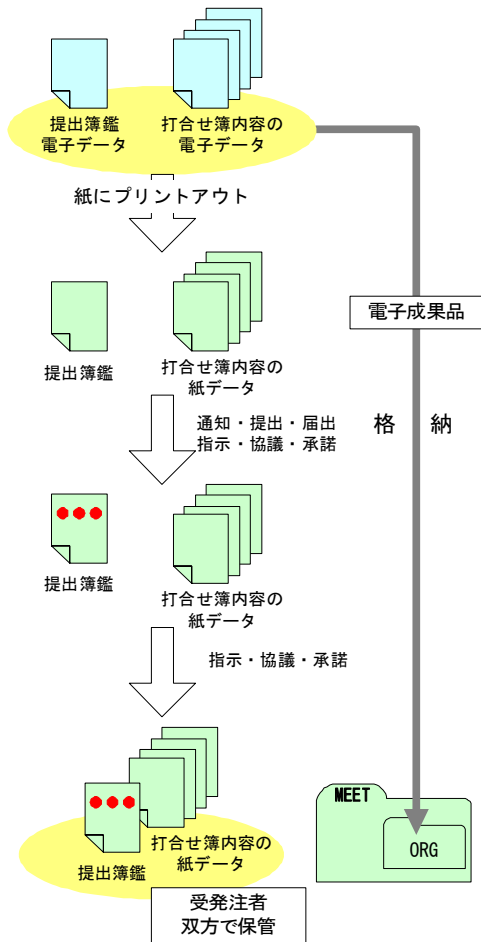 提出簿鑑
電子データ
打合せ簿内容の
電子データ
紙にプリントアウト
提出簿鑑
打合せ簿内容の
紙データ
電子成果品
通知・提出・届出
指示・協議・承諾
格 納
提出簿鑑
打合せ簿内容の
紙データ
指示・協議・承諾
MEET
ORG
打合せ簿内容の
紙データ
提出簿鑑
受発注者
双方で保管